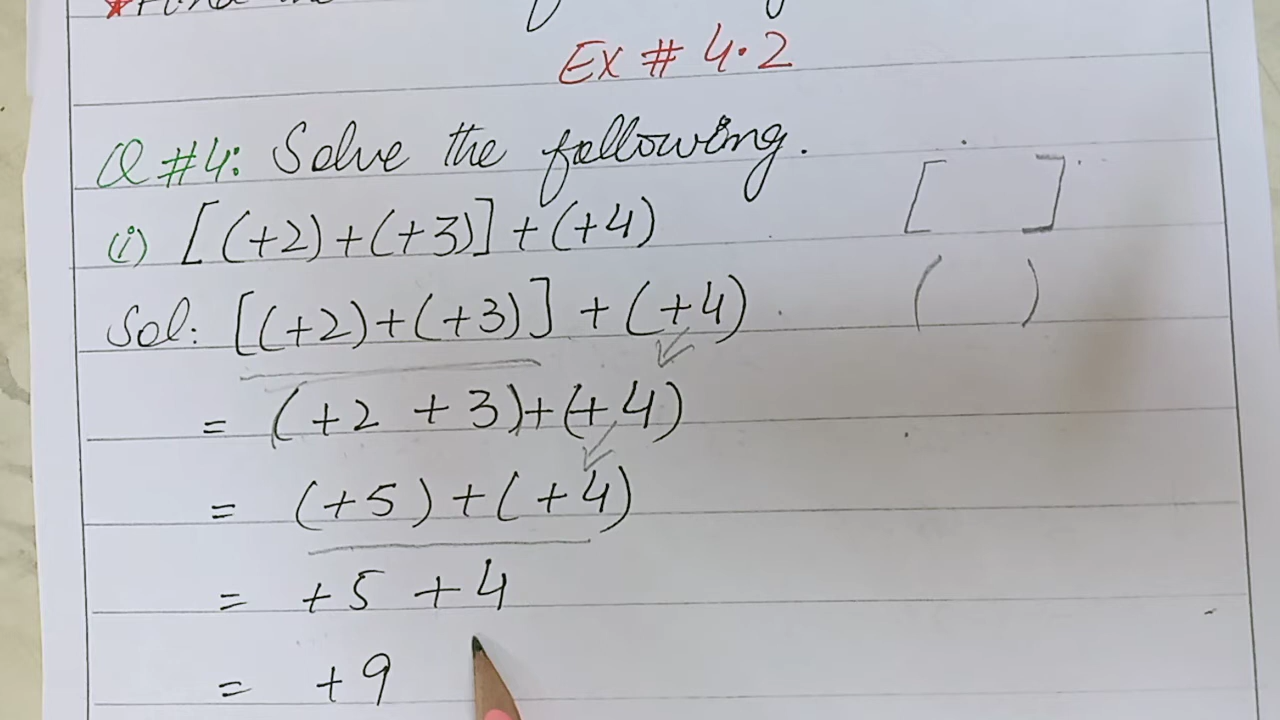 Ex # 4.2
Q #4: Solve the following.
(i) [(+2)+(+3)]+(+4)
[ ]
Sol: [(+2)+(+3)] + (+4)
( )
= (+2 + 3)+(+4)
= (+5) + (+4)
= +5 + 4
= +9